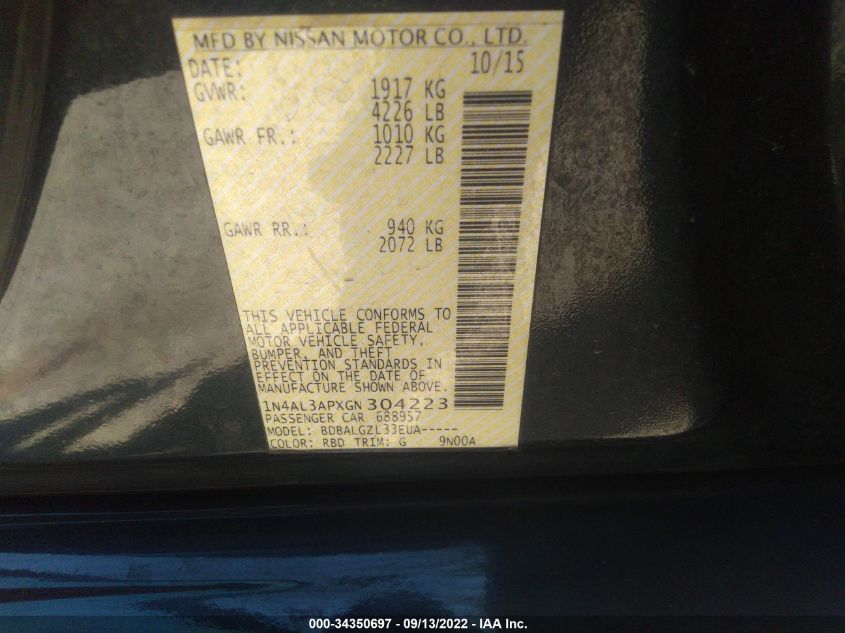 MFD BY NISSAN MOTOR CO., LTD.
DATE: 10/15
GVWR: 1917 KG
4226 LB
GAWR FR.: 1010 KG
2227 LB
GAWR RR.: 940 KG
2072 LB
THIS VEHICLE CONFORMS TO
ALL APPLICABLE FEDERAL
MOTOR VEHICLE SAFETY,
BUMPER, AND THEFT
PREVENTION STANDARDS IN
EFFECT ON THE DATE OF
MANUFACTURE SHOWN ABOVE.
1N4AL3APXGN304223
PASSENGER CAR 688957
MODEL: BDBALGZL33EUA-----
COLOR: RBD TRIM: G 9N00A
000-34350697 - 09/13/2022 - IAA Inc.